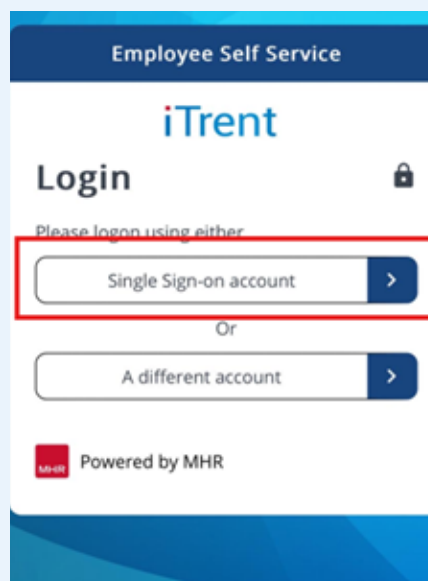 Employee Self Service
iTrent
Login
Please logon using either
Single Sign-on account
Or
A different account
MHR Powered by MHR